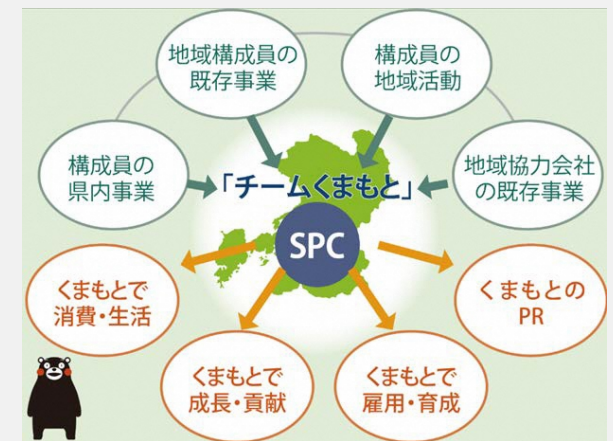 地域構成員の
既存事業
構成員の
地域活動
構成員の
県内事業
「チームくまもと」
地域協力会社
の既存事業
SPC
くまもとで
消費・生活
くまもとの
PR
くまもとで
成長・貢献
くまもとで
雇用・育成